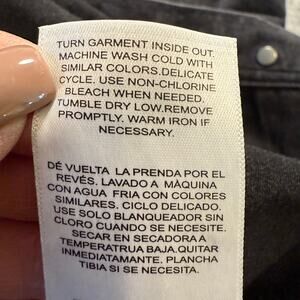 TURN GARMENT INSIDE OUT
MACHINE WASH COLD WITH
SIMILAR COLORS.DELICATE
CYCLE. USE NON-CHLORINE
BLEACH WHEN NEEDED.
TUMBLE DRY LOW.REMOVE
PROMPTLY. WARM IRON IF
NECESSARY.
DÉ VUELTA LA PRENDA POR EL
REVÉS. LAVADO A MÀQUINA
CON AGUA FRIA CON COLORES
SIMILARES. CICLO DELICADO.
USE SOLO BLANQUEADOR SIN
CLORO CUANDO SE NECESITE.
SECAR EN SECADORA A
TEMPERATRUA BAJA.QUITAR
INMEDIATAMENTE. PLANCHA
TIBIA SI SE NECESITA.